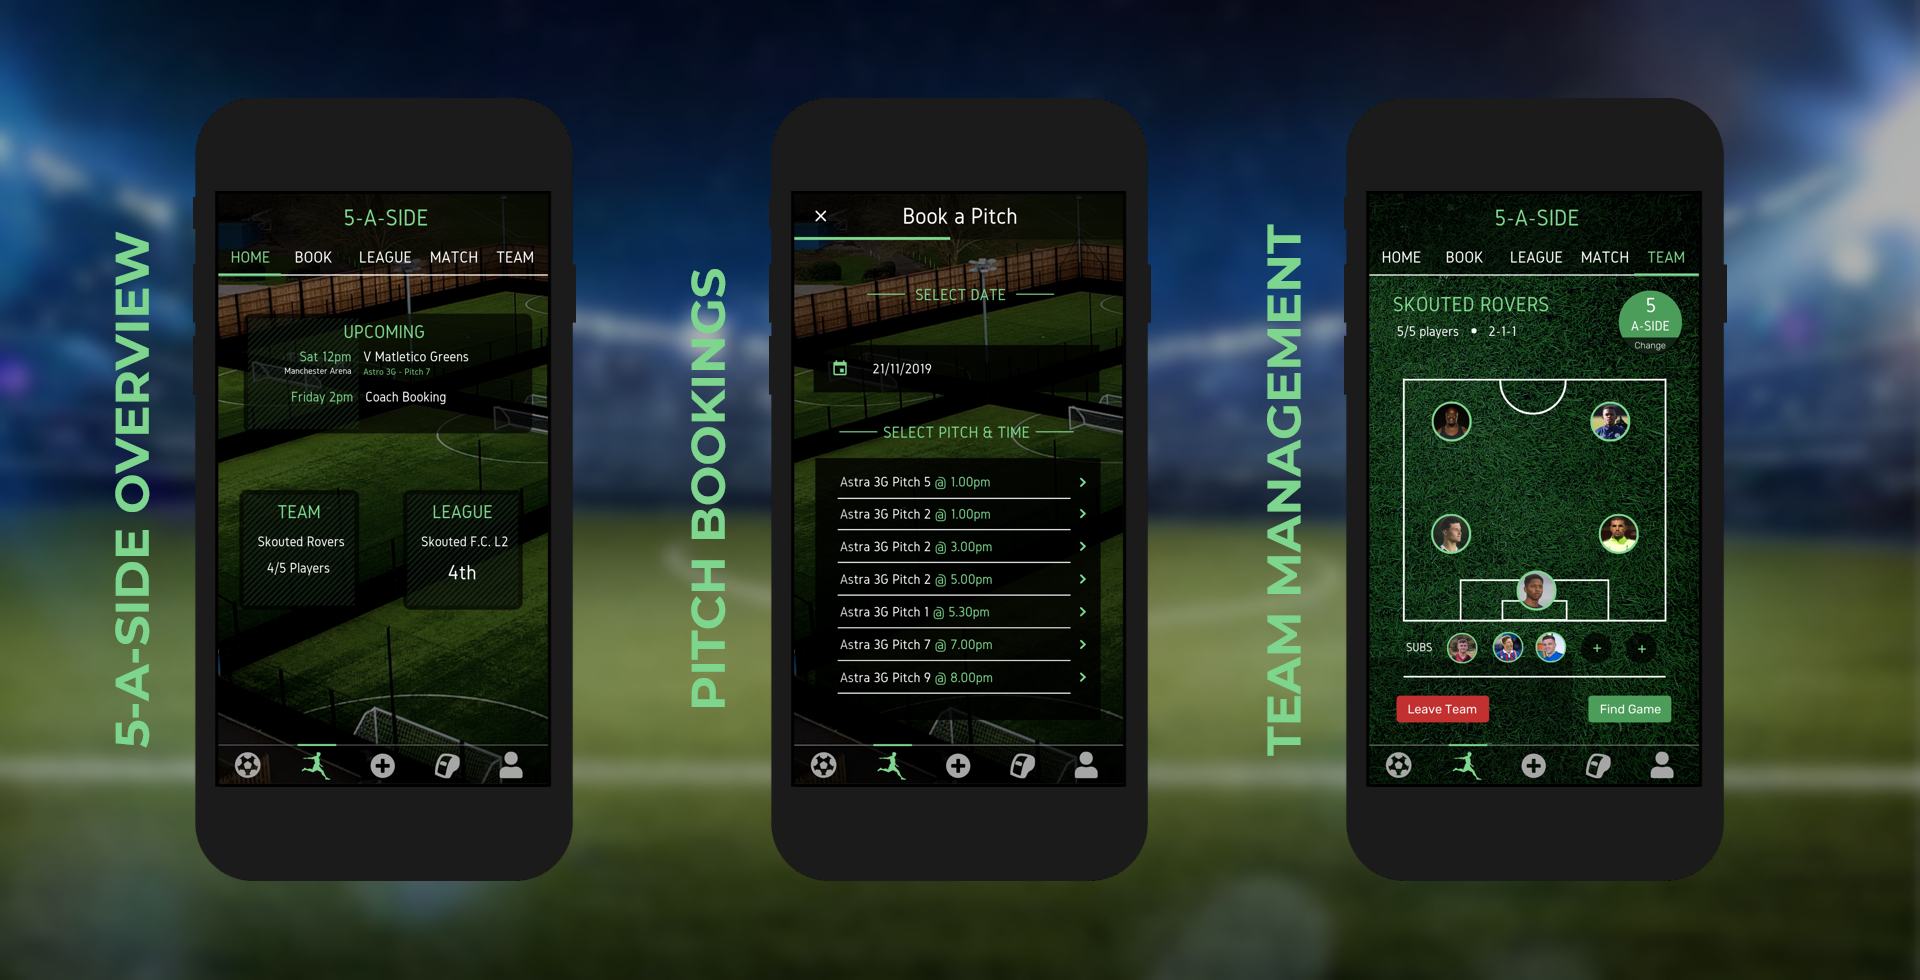 5-A-SIDE OVERVIEW
5-A-SIDE
HOME BOOK LEAGUE MATCH TEAM
UPCOMING
Sat 12pm V Matletico Greens
Manchester Arena Astro 3G - Pitch 7
Friday 2pm Coach Booking
TEAM
Skouted Rovers
4/5 Players
LEAGUE
Skouted F.C. L2
4th
PITCH BOOKINGS
Book a Pitch
SELECT DATE
21/11/2019
SELECT PITCH & TIME
Astra 3G Pitch 5 @ 1.00pm
Astra 3G Pitch 2 @ 1.00pm
Astra 3G Pitch 2 @ 3.00pm
Astra 3G Pitch 2 @ 5.00pm
Astra 3G Pitch 1 @ 5.30pm
Astra 3G Pitch 7 @ 7.00pm
Astra 3G Pitch 9 @ 8.00pm
TEAM MANAGEMENT
5-A-SIDE
HOME BOOK LEAGUE MATCH TEAM
SKOUTED ROVERS
5/5 players • 2-1-1
5
A-SIDE
Change
SUBS
Leave Team
Find Game